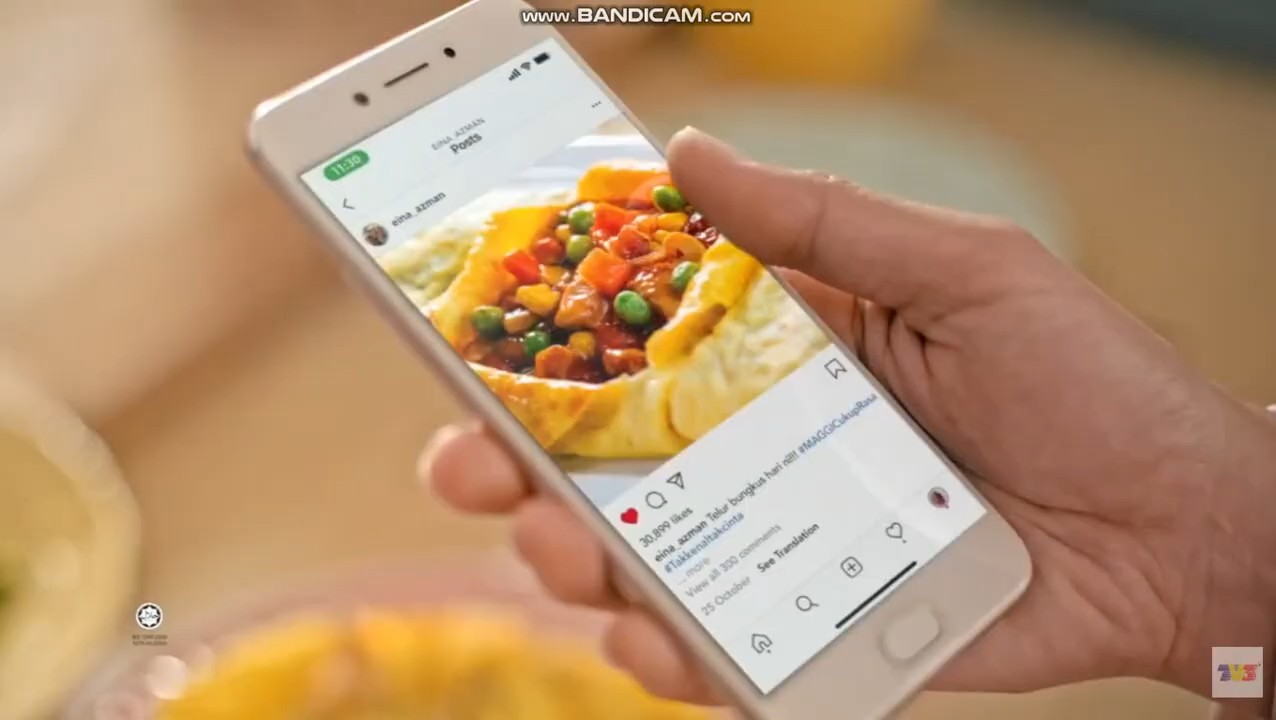 www.BANDICAM.com
11:30
EINA_AZMAN
Posts
eina_azman
30,899 likes
eina_azman Telur bungkus hari ni!!! #MAGGICukupRasa
#TakkenalTakcinta
... more
View all 300 comments
25 October See Translation